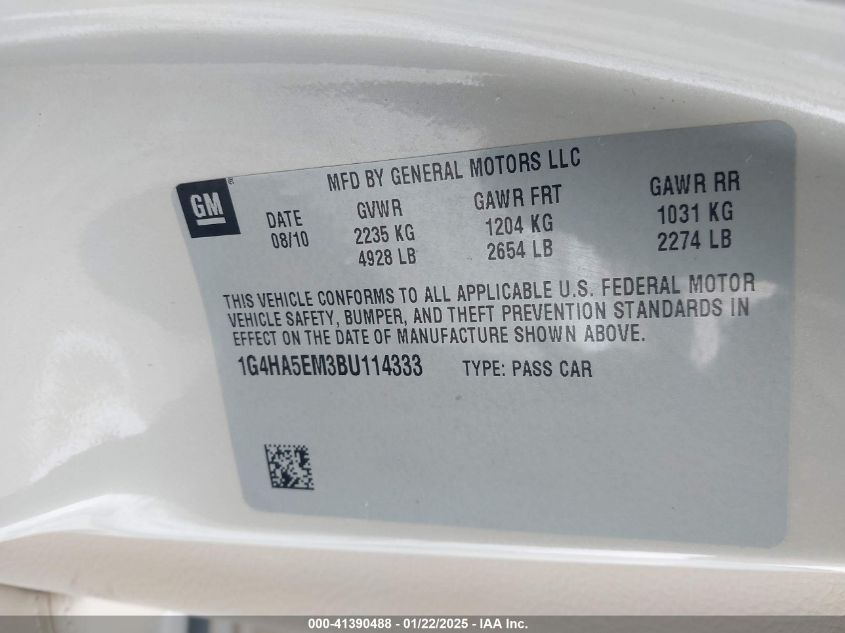 MFD BY GENERAL MOTORS LLC
GM
DATE GVWR GAWR FRT GAWR RR
08/10 2235 KG 1204 KG 1031 KG
4928 LB 2654 LB 2274 LB
THIS VEHICLE CONFORMS TO ALL APPLICABLE U.S. FEDERAL MOTOR
VEHICLE SAFETY, BUMPER, AND THEFT PREVENTION STANDARDS IN
EFFECT ON THE DATE OF MANUFACTURE SHOWN ABOVE.
1G4HA5EM3BU114333 TYPE: PASS CAR
000-41390488 - 01/22/2025 - IAA Inc.